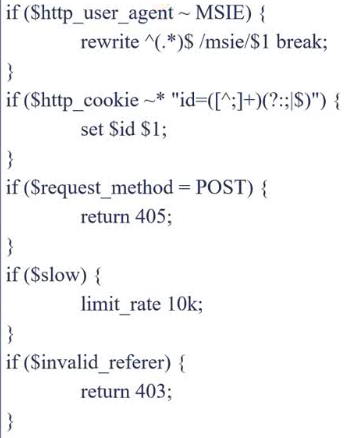 if ($http_user_agent ~ MSIE) {
rewrite ^(.*)$ /msie/$1 break;
}
if ($http_cookie ~* "id=([^;]+)(?:;|$)") {
set $id $1;
}
if ($request_method = POST) {
return 405;
}
if ($slow) {
limit_rate 10k;
}
if ($invalid_referer) {
return 403;
}